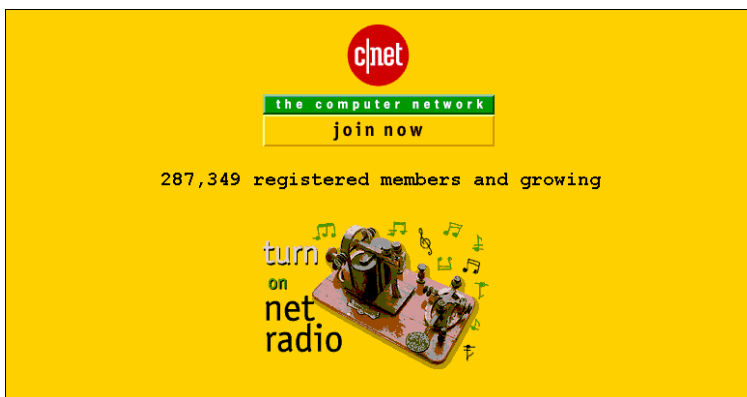 c|net
the computer network
join now
287,349 registered members and growing
turn
on
net
radio